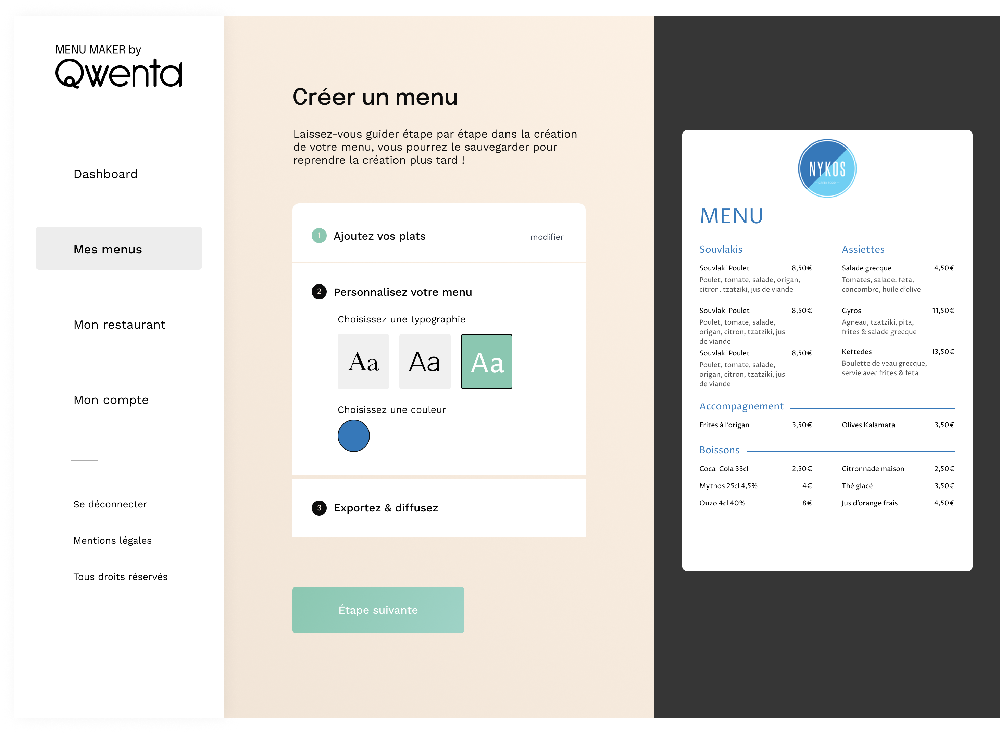 MENU MAKER by
Qwenta
Dashboard
Mes menus
Mon restaurant
Mon compte
Se déconnecter
Mentions légales
Tous droits réservés
Créer un menu
Laissez-vous guider étape par étape dans la création
de votre menu, vous pourrez le sauvegarder pour
reprendre la création plus tard !
1 Ajoutez vos plats modifier
2 Personnalisez votre menu
Choisissez une typographie
Aa Aa Aa
Choisissez une couleur
3 Exportez & diffusez
Étape suivante
NYKOS
— GREEK FOOD —
MENU
Souvlakis
Souvlaki Poulet 8,50€
Poulet, tomate, salade, origan,
citron, tzatziki, jus de viande
Souvlaki Poulet 8,50€
Poulet, tomate, salade,
origan, citron, tzatziki, jus
de viande
Souvlaki Poulet 8,50€
Poulet, tomate, salade,
origan, citron, tzatziki, jus
de viande
Assiettes
Salade grecque 4,50€
Tomates, salade, feta,
concombre, huile d’olive
Gyros 11,50€
Agneau, tzatziki, pita,
frites & salade grecque
Keftedes 13,50€
Boulette de veau grecque,
servie avec frites & feta
Accompagnement
Frites à l’origan 3,50€ Olives Kalamata 3,50€
Boissons
Coca-Cola 33cl 2,50€ Citronnade maison 2,50€
Mythos 25cl 4,5% 4€ Thé glacé 3,50€
Ouzo 4cl 40% 8€ Jus d’orange frais 4,50€